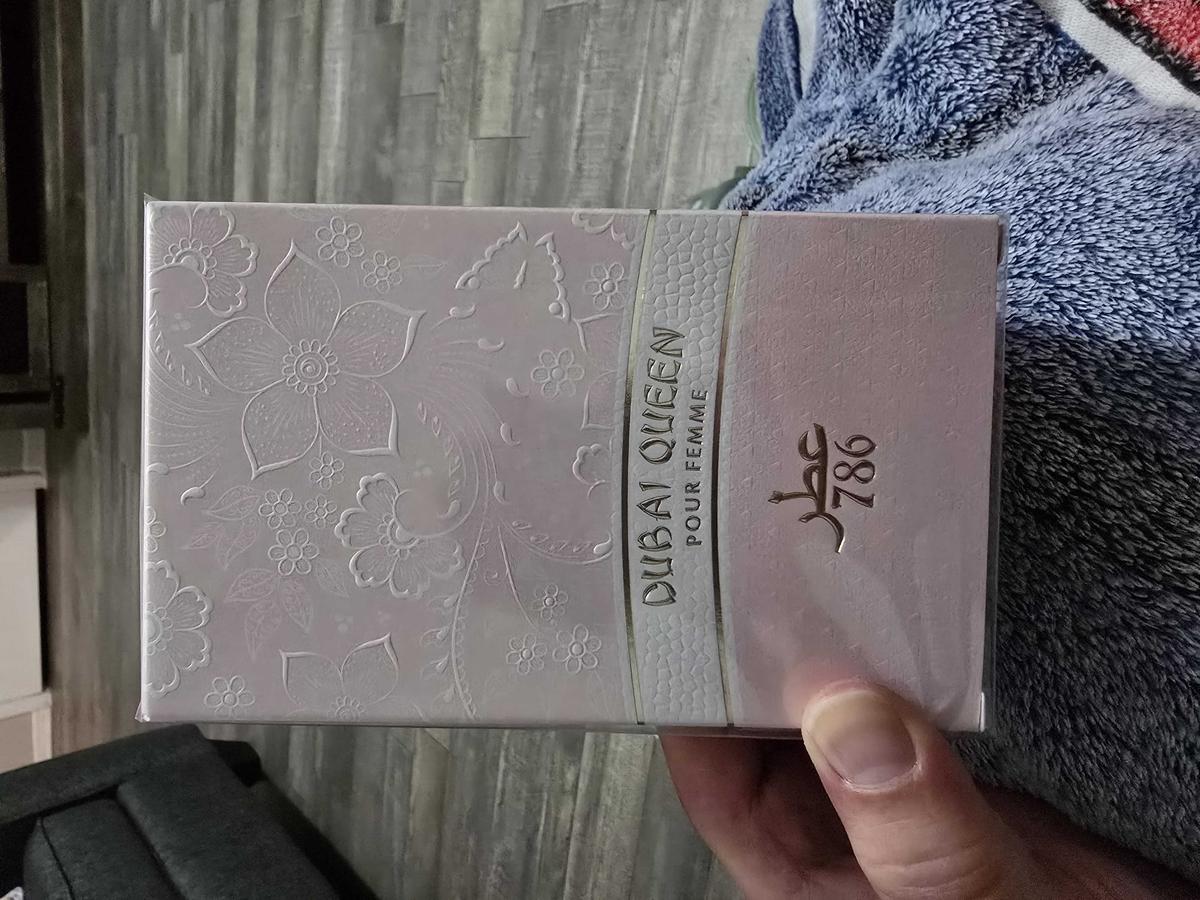 DUBAI QUEEN
POUR FEMME
عطر
786